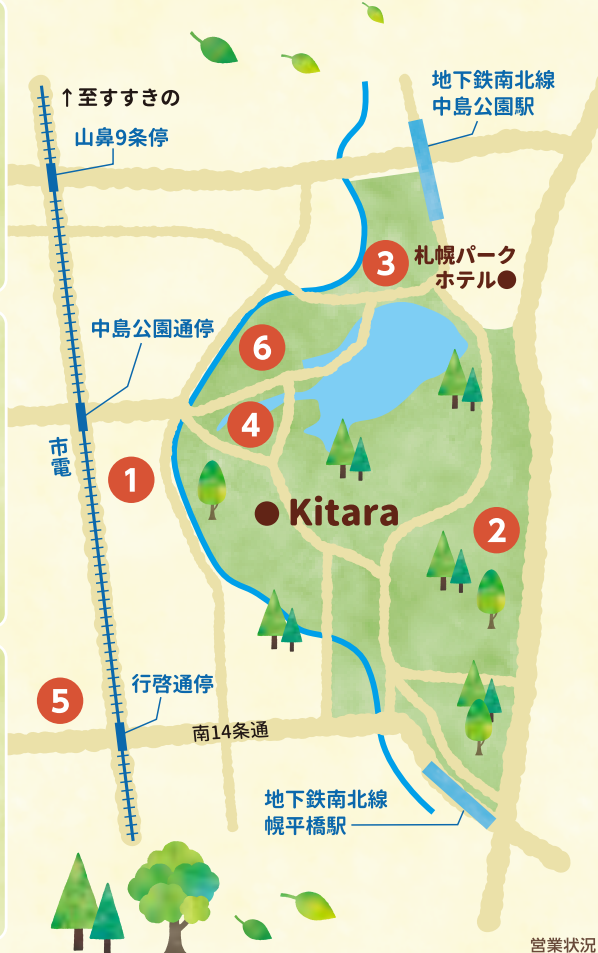 ↑至すすきの
地下鉄南北線
中島公園駅
山鼻9条停
3
札幌パーク
ホテル
中島公園通停
6
4
市電
1
Kitara
2
5
行啓通停
南14条通
地下鉄南北線
幌平橋駅
営業状況